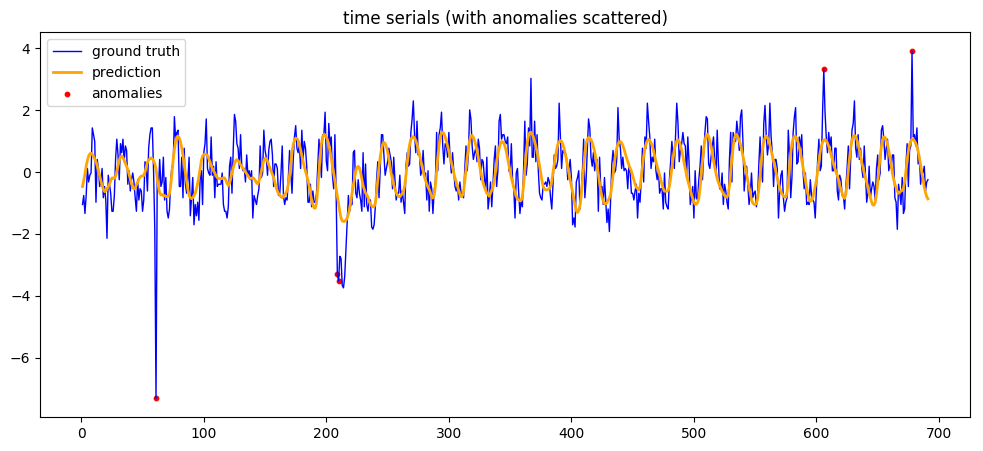 time serials (with anomalies scattered)
ground truth
prediction
anomalies
4
2
0
−2
−4
−6
0 100 200 300 400 500 600 700